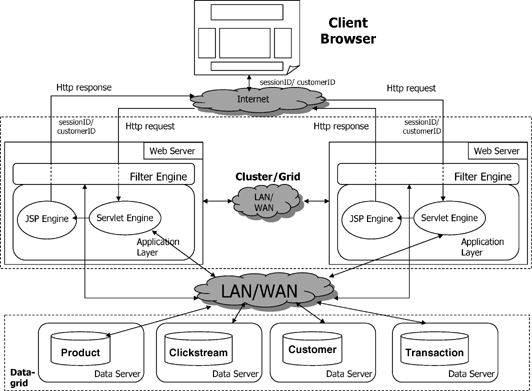 Client
Browser
sessionID/ customerID
Internet
Http response
sessionID/
customerID
Http request
Http response
sessionID/
customerID
Http request
Web Server
Filter Engine
JSP Engine
Servlet Engine
Application
Layer
Cluster/Grid
LAN/
WAN
Web Server
Filter Engine
JSP Engine
Servlet Engine
Application
Layer
LAN/WAN
Data-
grid
Product
Data Server
Clickstream
Data Server
Customer
Data Server
Transaction
Data Server